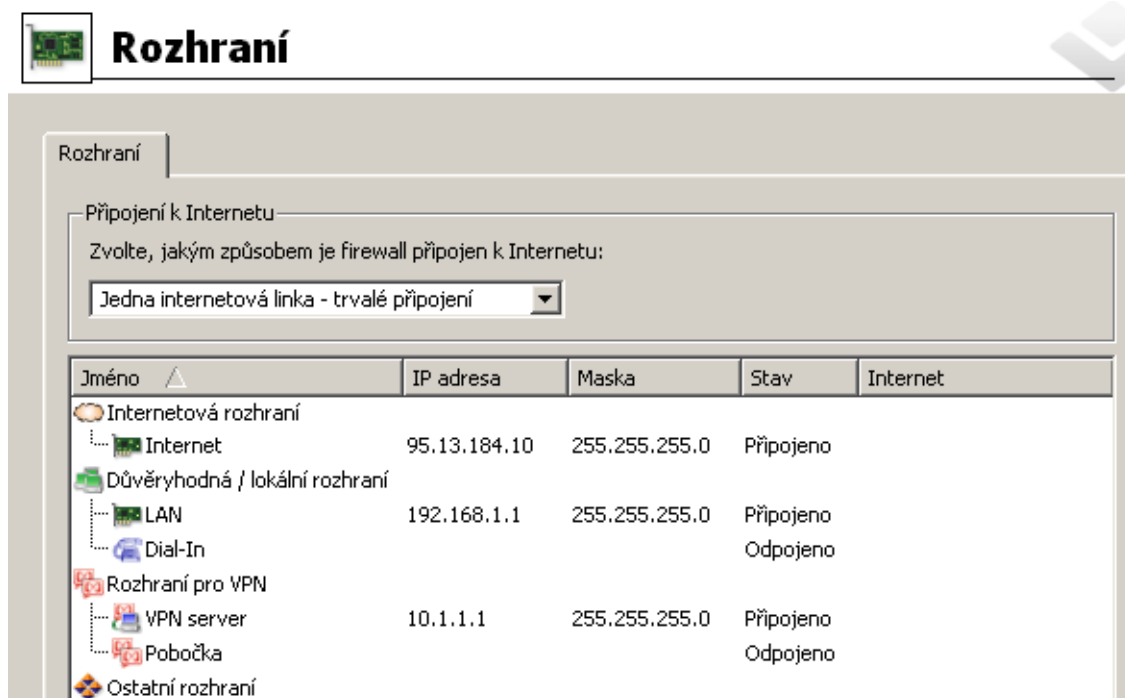 Rozhraní
Rozhraní
Připojení k Internetu
Zvolte, jakým způsobem je firewall připojen k Internetu:
Jedna internetová linka - trvalé připojení
Jméno IP adresa Maska Stav Internet
Internetová rozhraní
Internet 95.13.184.10 255.255.255.0 Připojeno
Důvěryhodná / lokální rozhraní
LAN 192.168.1.1 255.255.255.0 Připojeno
Dial-In Odpojeno
Rozhraní pro VPN
VPN server 10.1.1.1 255.255.255.0 Připojeno
Pobočka Odpojeno
Ostatní rozhraní